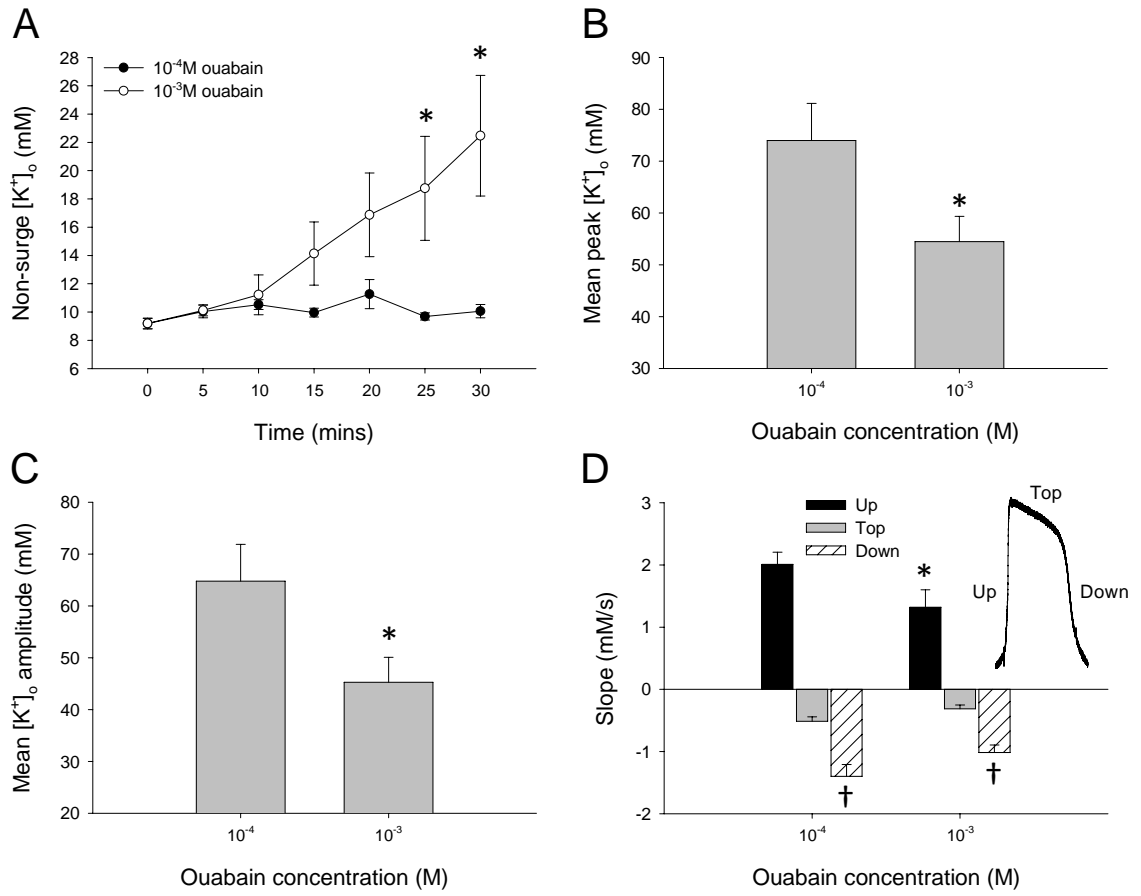 A
10⁻⁴M ouabain
10⁻³M ouabain
Non-surge [K⁺]ₒ (mM)
28
26
24
22
20
18
16
14
12
10
8
6
*
*
0 5 10 15 20 25 30
Time (mins)
B
Mean peak [K⁺]ₒ (mM)
90
80
70
60
50
40
30
*
10⁻⁴ 10⁻³
Ouabain concentration (M)
C
Mean [K⁺]ₒ amplitude (mM)
80
70
60
50
40
30
20
*
10⁻⁴ 10⁻³
Ouabain concentration (M)
D
Slope (mM/s)
3
2
1
0
-1
-2
Up
Top
Down
*
†
†
Top
Up
Down
10⁻⁴ 10⁻³
Ouabain concentration (M)